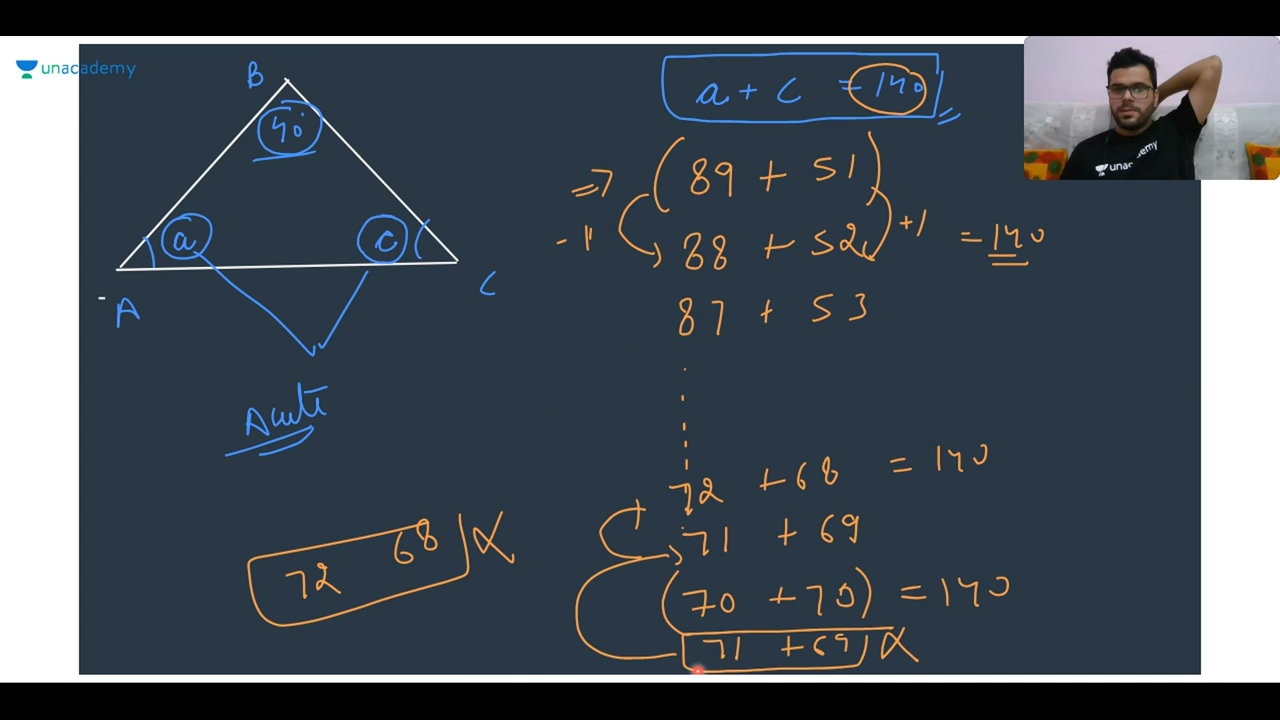 unacademy
B
40°
a
c
A
C
Acute
72 68
a + c = 140
=> (89 + 51)
-1 88 + 52 +1 = 140
87 + 53
72 + 68 = 140
71 + 69
(70 + 70) = 140
71 + 69
unacademy